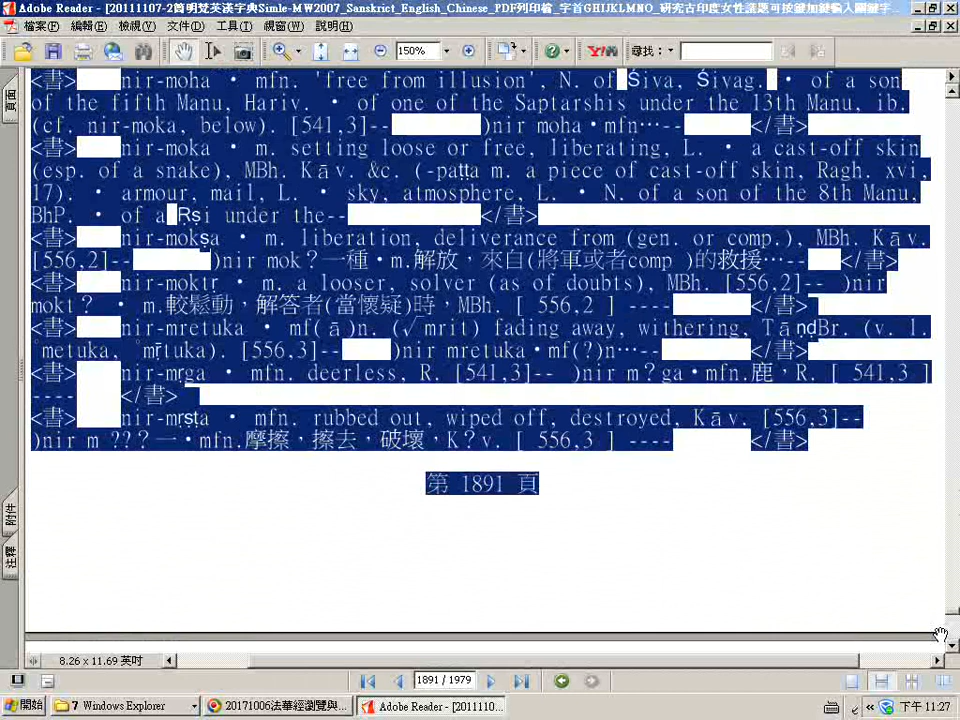 Adobe Reader - [20111107-2簡明梵英漢字典Simle-MW2007_Sanskrict_English_Chinese_PDF列印檔_字首GHIJKLMNO_研究古印度女性議題可按鍵加鍵輸入關鍵字...
檔案(F) 編輯(E) 檢視(V) 文件(D) 工具(T) 視窗(W) 說明(H)
150% 尋找：
頁面
<書> nir-moha ‧ mfn. 'free from illusion', N. of Śiva, Śivag. ‧ of a son
of the fifth Manu, Hariv. ‧ of one of the Saptarshis under the 13th Manu, ib.
(cf. nir-moka, below). [541,3]-- )nir moha‧mfn…-- </書>
<書> nir-moka ‧ m. setting loose or free, liberating, L. ‧ a cast-off skin
(esp. of a snake), MBh. Kāv. &c. (-paṭṭa m. a piece of cast-off skin, Ragh. xvi,
17). ‧ armour, mail, L. ‧ sky, atmosphere, L. ‧ N. of a son of the 8th Manu,
BhP. ‧ of a Ṛṣi under the-- </書>
<書> nir-mokṣa ‧ m. liberation, deliverance from (gen. or comp.), MBh. Kāv.
[556,2]-- )nir mok？一種‧m.解放，來自(將軍或者comp )的救援…-- </書>
<書> nir-moktṛ ‧ m. a looser, solver (as of doubts), MBh. [556,2]-- )nir
mokt？ ‧ m.較鬆動，解答者(當懷疑)時，MBh. [ 556,2 ] ---- </書>
<書> nir-mretuka ‧ mf(ā)n. (√mrit) fading away, withering, TāṇḍBr. (v. l.
°metuka, °mṛtuka). [556,3]-- )nir mretuka‧mf(?)n…-- </書>
<書> nir-mṛga ‧ mfn. deerless, R. [541,3]-- )nir m？ga‧mfn.鹿，R. [ 541,3 ]
---- </書>
<書> nir-mṛṣṭa ‧ mfn. rubbed out, wiped off, destroyed, Kāv. [556,3]--
)nir m ??？一‧mfn.摩擦，擦去，破壞，K？v. [ 556,3 ] ---- </書>
第 1891 頁
附件
注釋
8.26 x 11.69 英吋
1891 / 1979
開始 7 Windows Explorer 20171006法華經瀏覽與... Adobe Reader - [2011110... 下午 11:27